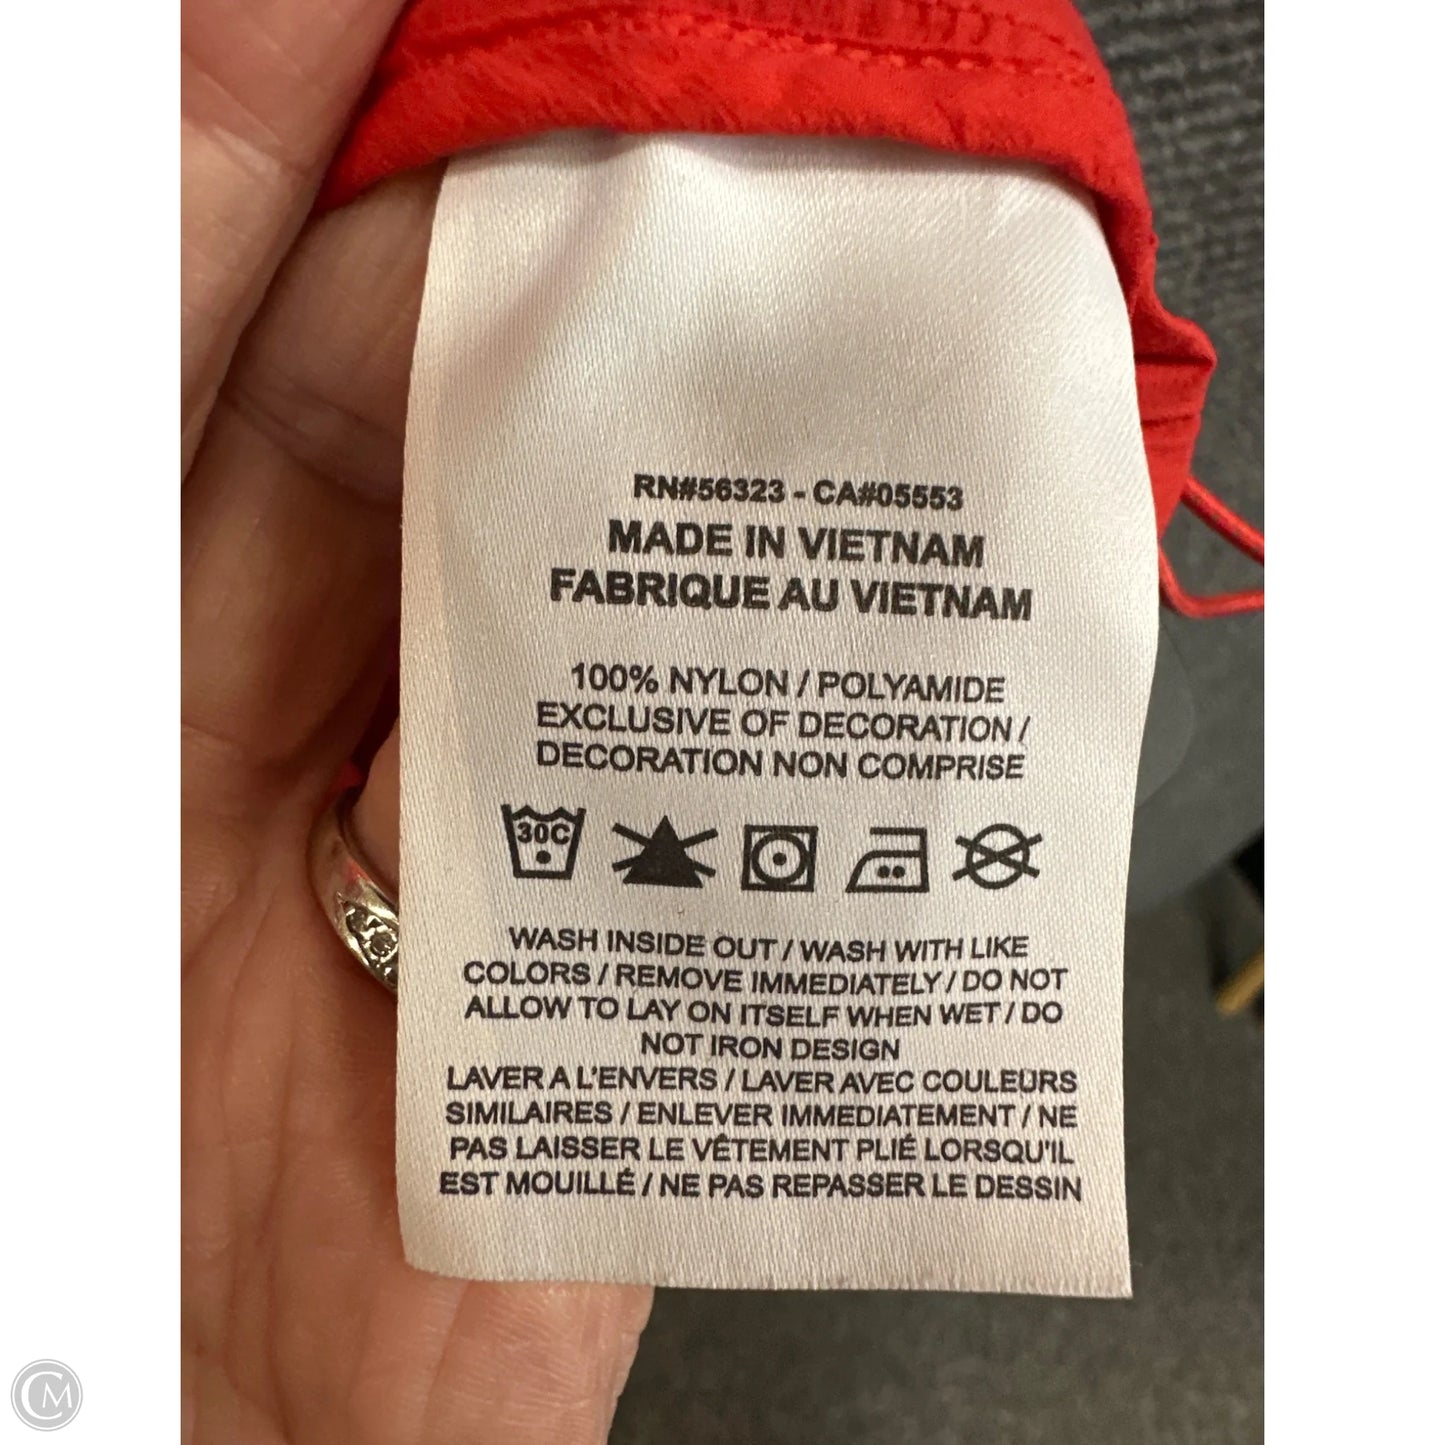 RN#56323 - CA#05553
MADE IN VIETNAM
FABRIQUE AU VIETNAM
100% NYLON / POLYAMIDE
EXCLUSIVE OF DECORATION /
DECORATION NON COMPRISE
30C
WASH INSIDE OUT / WASH WITH LIKE
COLORS / REMOVE IMMEDIATELY / DO NOT
ALLOW TO LAY ON ITSELF WHEN WET / DO
NOT IRON DESIGN
LAVER A L'ENVERS / LAVER AVEC COULEURS
SIMILAIRES / ENLEVER IMMEDIATEMENT / NE
PAS LAISSER LE VÊTEMENT PLIÉ LORSQU'IL
EST MOUILLÉ / NE PAS REPASSER LE DESSIN
CM